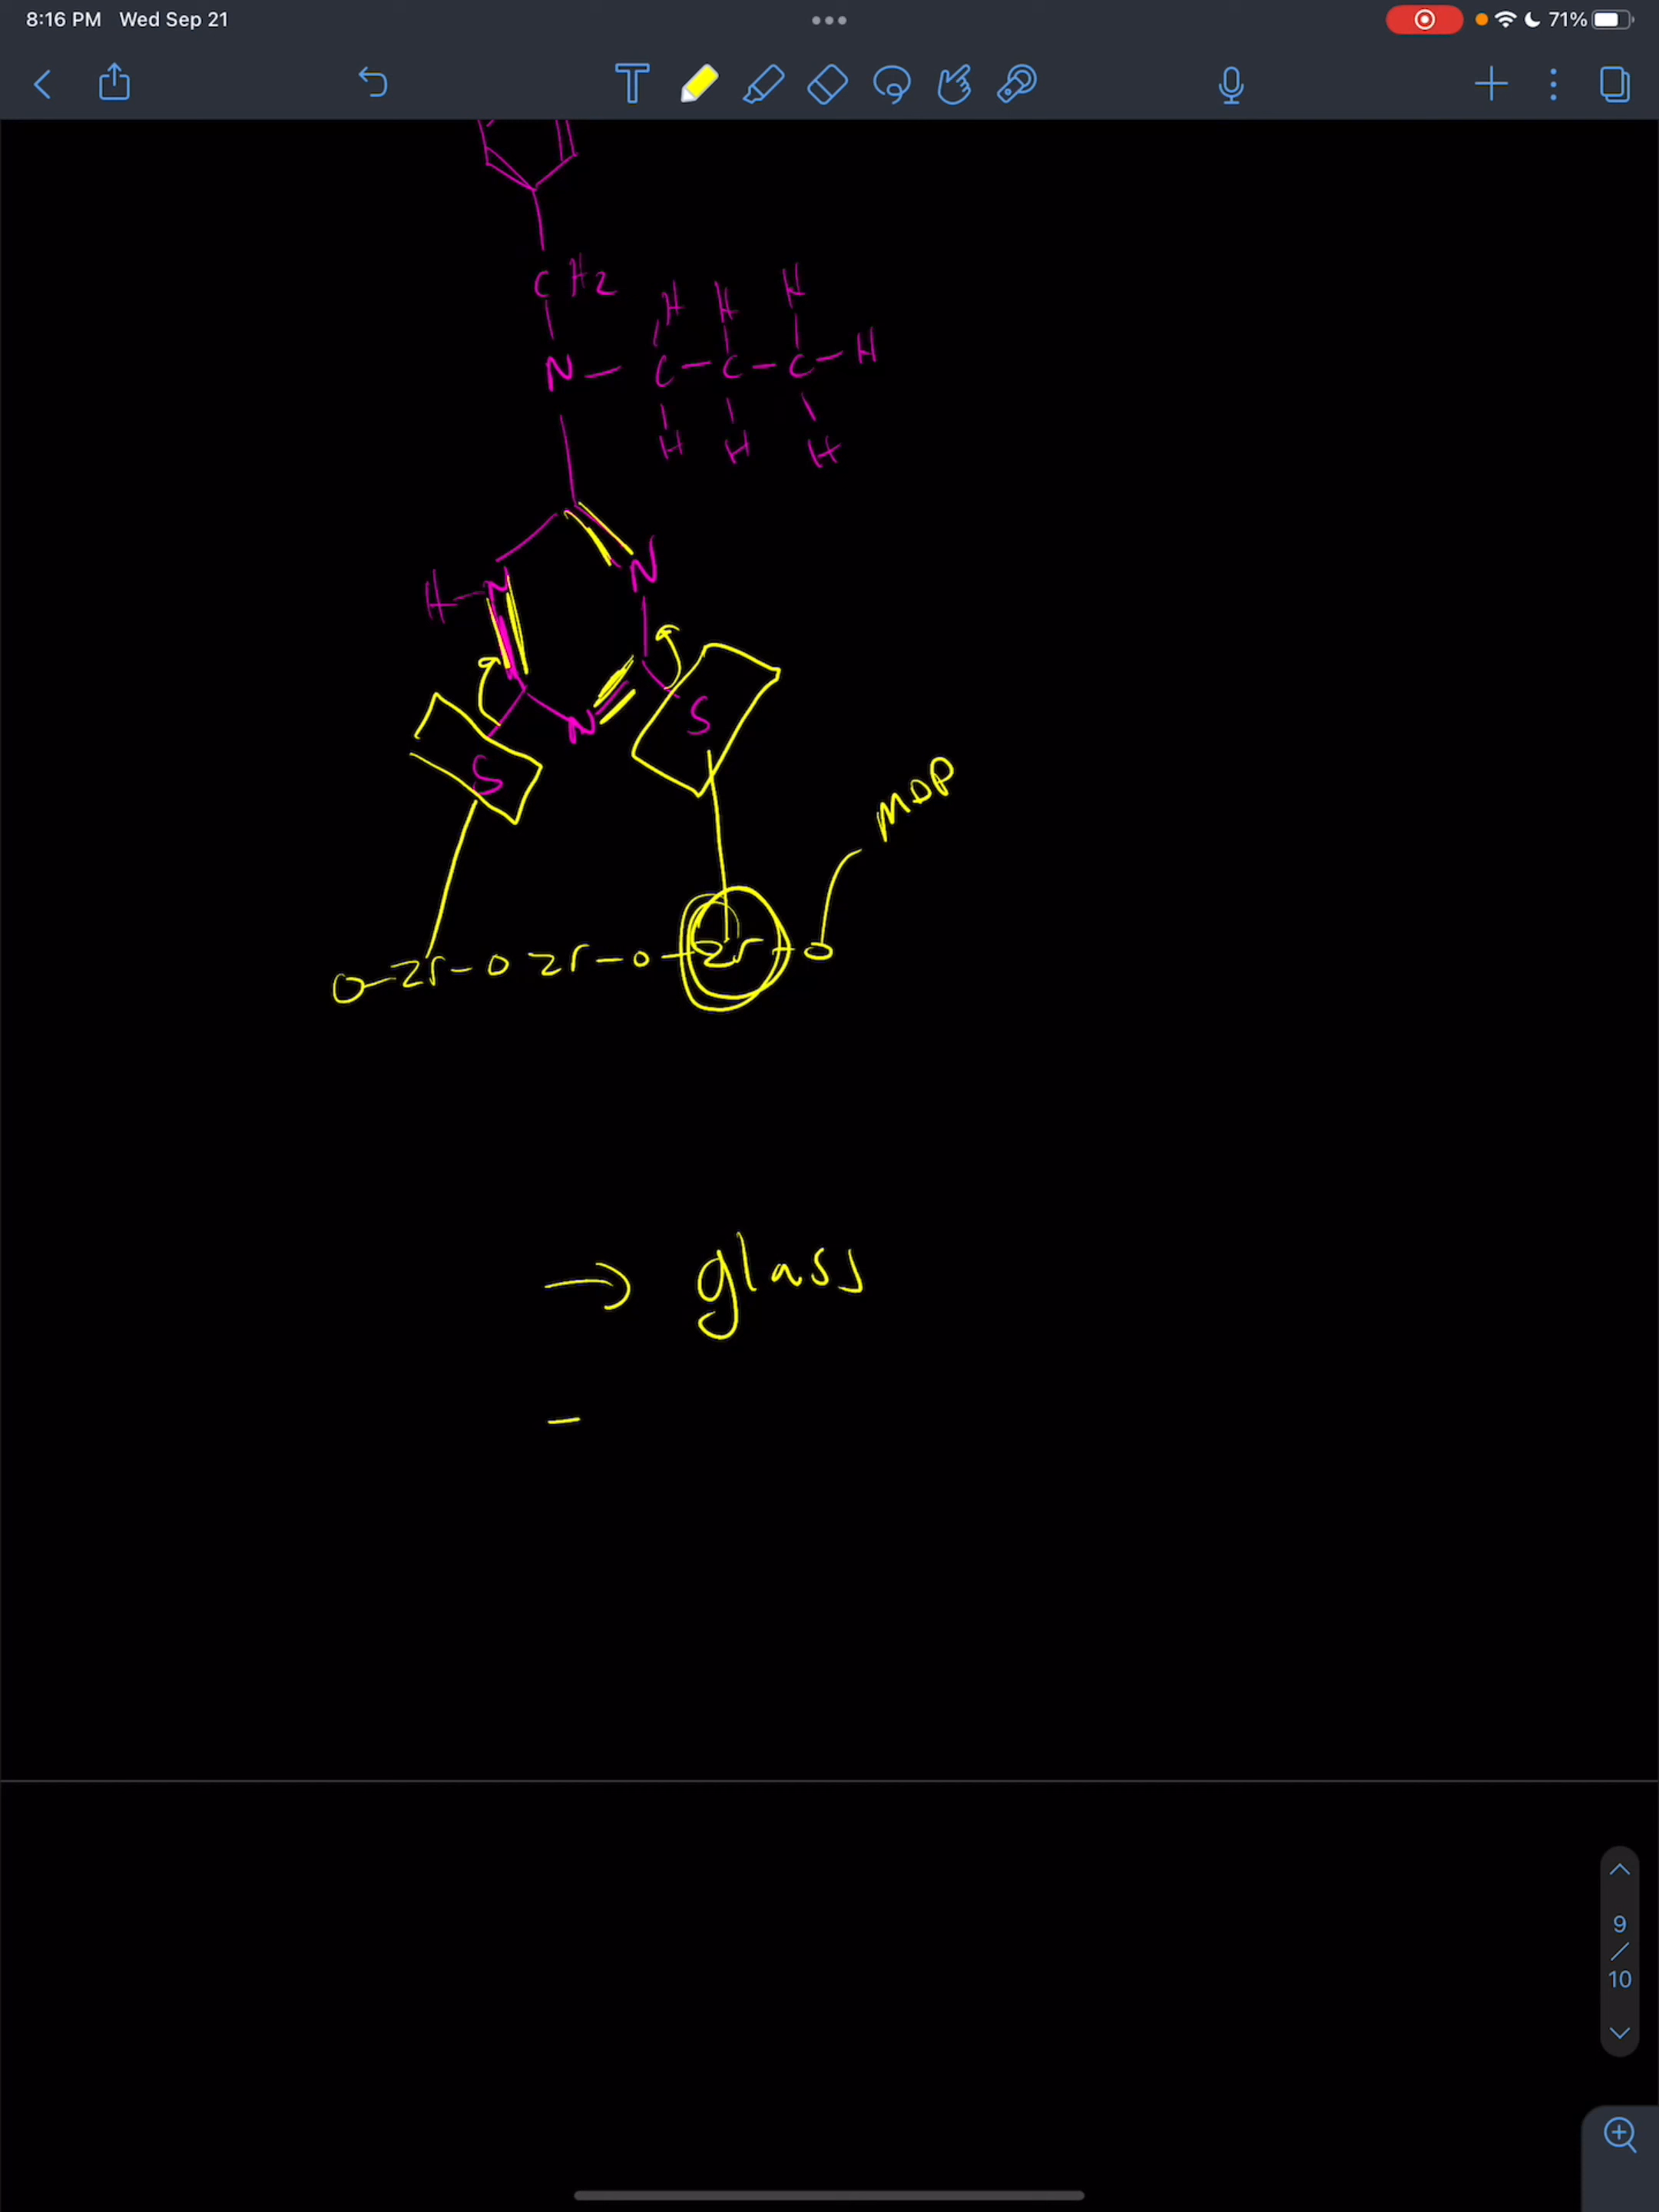 8:16 PM Wed Sep 21
71%
T
CH2
H H H
N - C - C - C - H
H H H
N
H - N
N
S
S
MDP
O - Zr - O Zr - O - Zr - O
→ glass
-
9
/
10